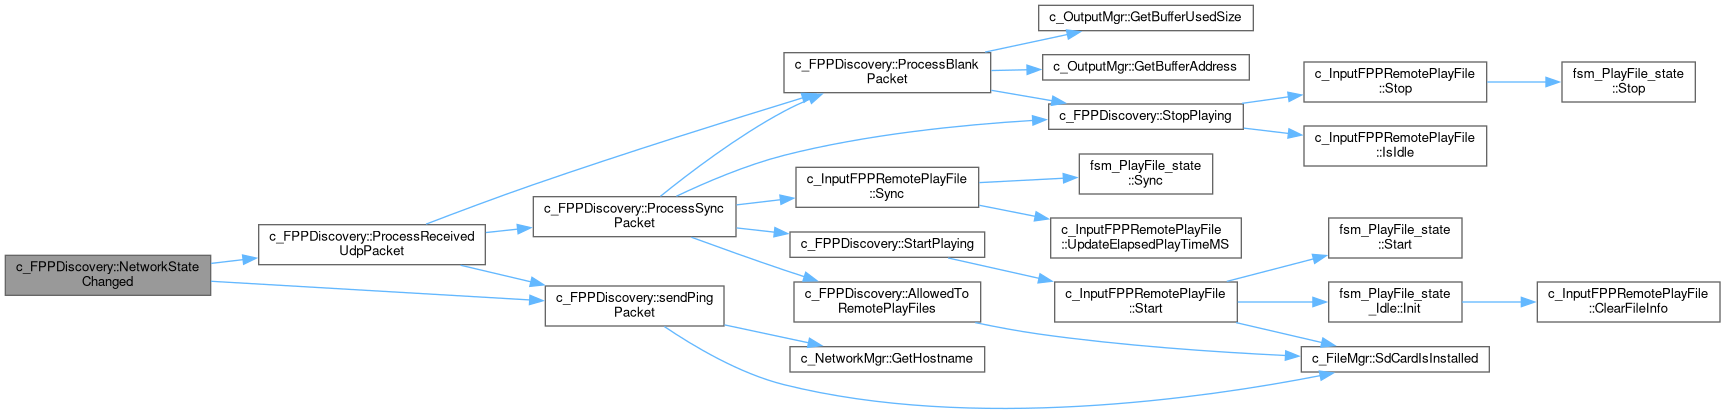 c_FPPDiscovery::NetworkState
Changed
c_FPPDiscovery::ProcessReceived
UdpPacket
c_FPPDiscovery::ProcessSync
Packet
c_FPPDiscovery::sendPing
Packet
c_FPPDiscovery::ProcessBlank
Packet
c_InputFPPRemotePlayFile
::Sync
c_FPPDiscovery::StartPlaying
c_FPPDiscovery::AllowedTo
RemotePlayFiles
c_NetworkMgr::GetHostname
c_OutputMgr::GetBufferUsedSize
c_OutputMgr::GetBufferAddress
c_FPPDiscovery::StopPlaying
fsm_PlayFile_state
::Sync
c_InputFPPRemotePlayFile
::UpdateElapsedPlayTimeMS
c_InputFPPRemotePlayFile
::Start
c_InputFPPRemotePlayFile
::Stop
c_InputFPPRemotePlayFile
::IsIdle
fsm_PlayFile_state
::Start
fsm_PlayFile_state
_Idle::Init
c_FileMgr::SdCardIsInstalled
fsm_PlayFile_state
::Stop
c_InputFPPRemotePlayFile
::ClearFileInfo